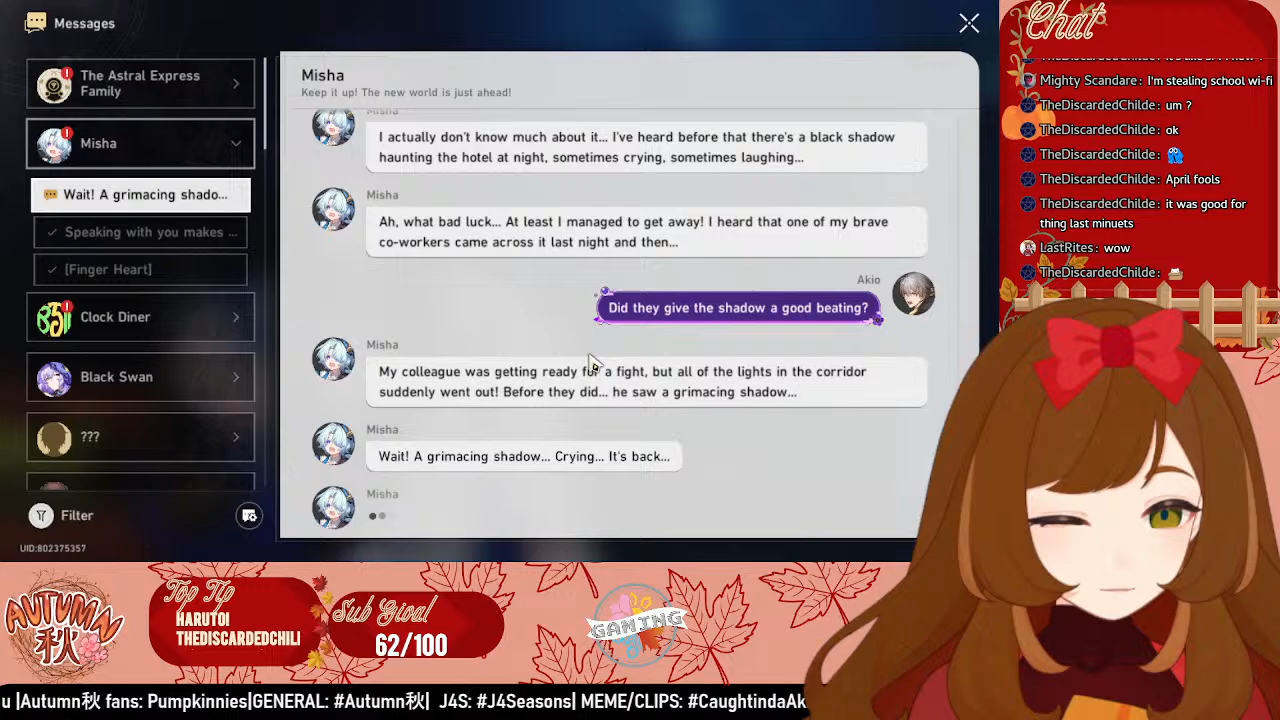 Messages
The Astral Express
Family
Misha
Wait! A grimacing shado...
Speaking with you makes ...
[Finger Heart]
Clock Diner
Black Swan
???
Filter
UID:802375357
Misha
Keep it up! The new world is just ahead!
Misha
I actually don't know much about it... I've heard before that there's a black shadow
haunting the hotel at night, sometimes crying, sometimes laughing...
Misha
Ah, what bad luck... At least I managed to get away! I heard that one of my brave
co-workers came across it last night and then...
Akio
Did they give the shadow a good beating?
Misha
My colleague was getting ready for a fight, but all of the lights in the corridor
suddenly went out! Before they did... he saw a grimacing shadow...
Misha
Wait! A grimacing shadow... Crying... It's back...
Misha
Chat
Mighty Scandare: I'm stealing school wi-fi
TheDiscardedChilde: um ?
TheDiscardedChilde: ok
TheDiscardedChilde:
TheDiscardedChilde: April fools
TheDiscardedChilde: it was good for
thing last minuets
LastRites: wow
TheDiscardedChilde:
AUTUMN
秋
Top Tip
HARUTOI
THEDISCARDEDCHILI
Sub Gioal
62/100
GAMING
u |Autumn秋 fans: Pumpkinnies|GENERAL: #Autumn秋| J4S: #J4Seasons| MEME/CLIPS: #CaughtindaAk